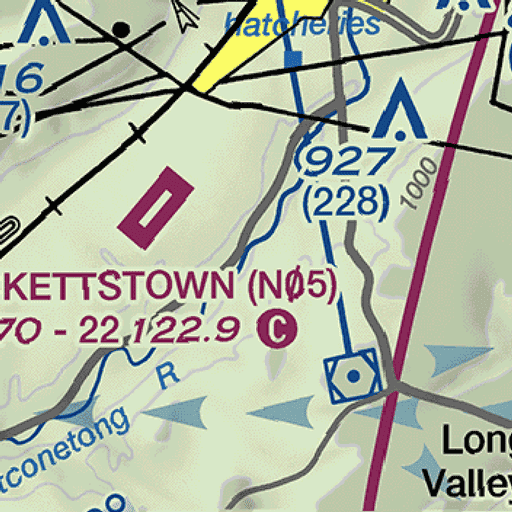 hatcheries
16
7)
927
(228)
1000
KETTSTOWN (NØ5)
70 - 22 122.9 C
R
tconetong
Long
Valley